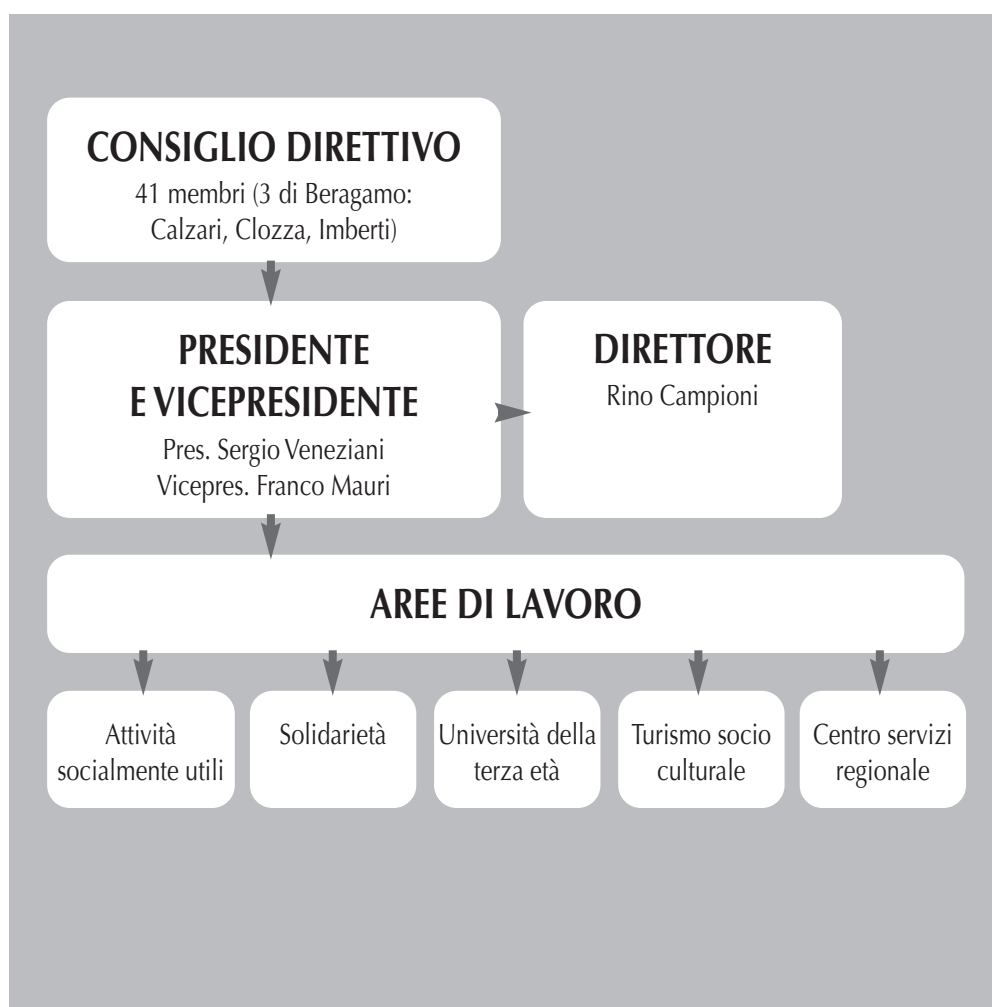 CONSIGLIO DIRETTIVO
41 membri (3 di Beragamo:
Calzari, Clozza, Imberti)
PRESIDENTE
E VICEPRESIDENTE
Pres. Sergio Veneziani
Vicepres. Franco Mauri
DIRETTORE
Rino Campioni
AREE DI LAVORO
Attività
socialmente utili
Solidarietà
Università della
terza età
Turismo socio
culturale
Centro servizi
regionale